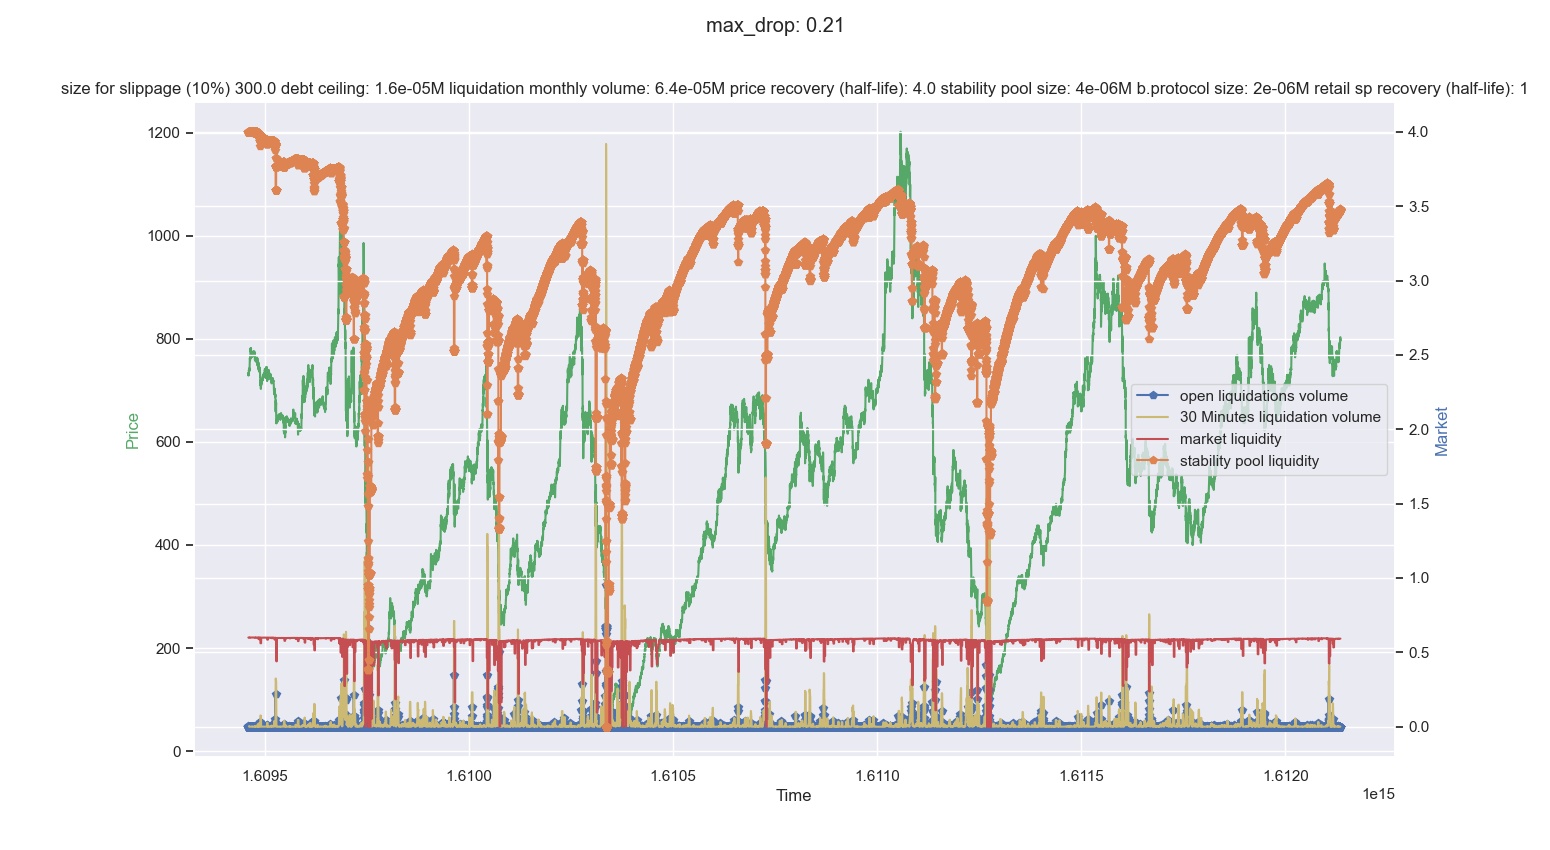 max_drop: 0.21
size for slippage (10%) 300.0 debt ceiling: 1.6e-05M liquidation monthly volume: 6.4e-05M price recovery (half-life): 4.0 stability pool size: 4e-06M b.protocol size: 2e-06M retail sp recovery (half-life): 1
1200
1000
800
600
400
200
0
Price
4.0
3.5
3.0
2.5
2.0
1.5
1.0
0.5
0.0
Market
open liquidations volume
30 Minutes liquidation volume
market liquidity
stability pool liquidity
1.6095 1.6100 1.6105 1.6110 1.6115 1.6120
Time
1e15